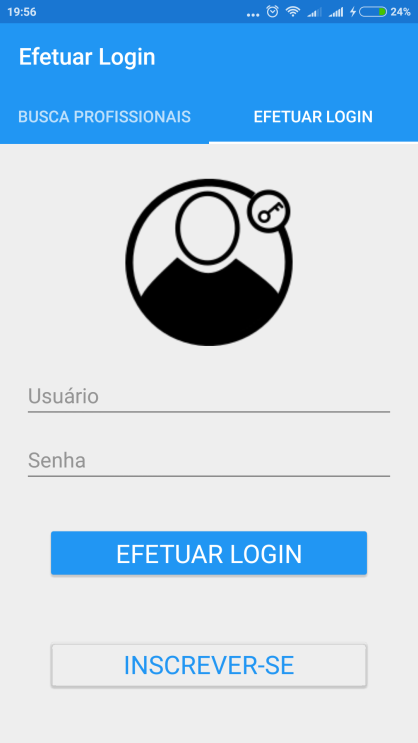 19:56
24%
Efetuar Login
BUSCA PROFISSIONAIS
EFETUAR LOGIN
Usuário
Senha
EFETUAR LOGIN
INSCREVER-SE